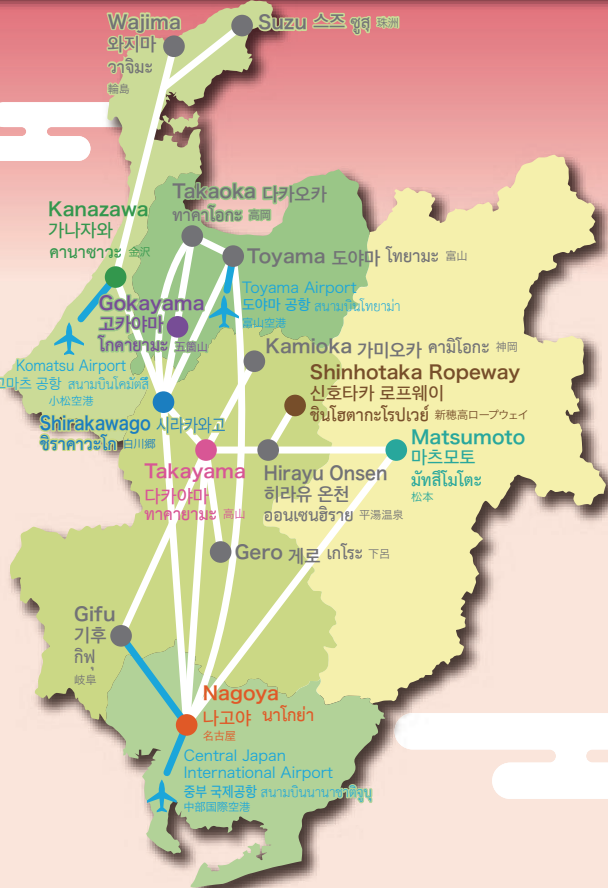 Wajima
와지마
วาจิมะ
輪島
Suzu 스즈 ซูสุ 珠洲
Takaoka 다카오카
ทาคาโอกะ 高岡
Kanazawa
가나자와
คานาซาวะ 金沢
Toyama 도야마 โทยามะ 富山
Toyama Airport
도야마 공항 สนามบินโทยาม่า
富山空港
Gokayama
고카야마
โกคายามะ 五箇山
Komatsu Airport
고마츠 공항 สนามบินโคมัตสึ
小松空港
Kamioka 가미오카 คามิโอกะ 神岡
Shinhotaka Ropeway
신호타카 로프웨이
ชินโฮตากะโรปเวย์ 新穂高ロープウェイ
Shirakawago 시라카와고
ชิราคาวะโก 白川郷
Matsumoto
마츠모토
มัทสึโมโตะ
松本
Takayama
다카야마
ทาคายามะ 高山
Hirayu Onsen
히라유 온천
ออนเซนฮิราย 平湯温泉
Gero 게로 เกโระ 下呂
Gifu
기후
กิฟุ
岐阜
Nagoya
나고야 นาโกย่า
名古屋
Central Japan
International Airport
중부 국제공항 สนามบินนานาชาติจูบุ
中部国際空港